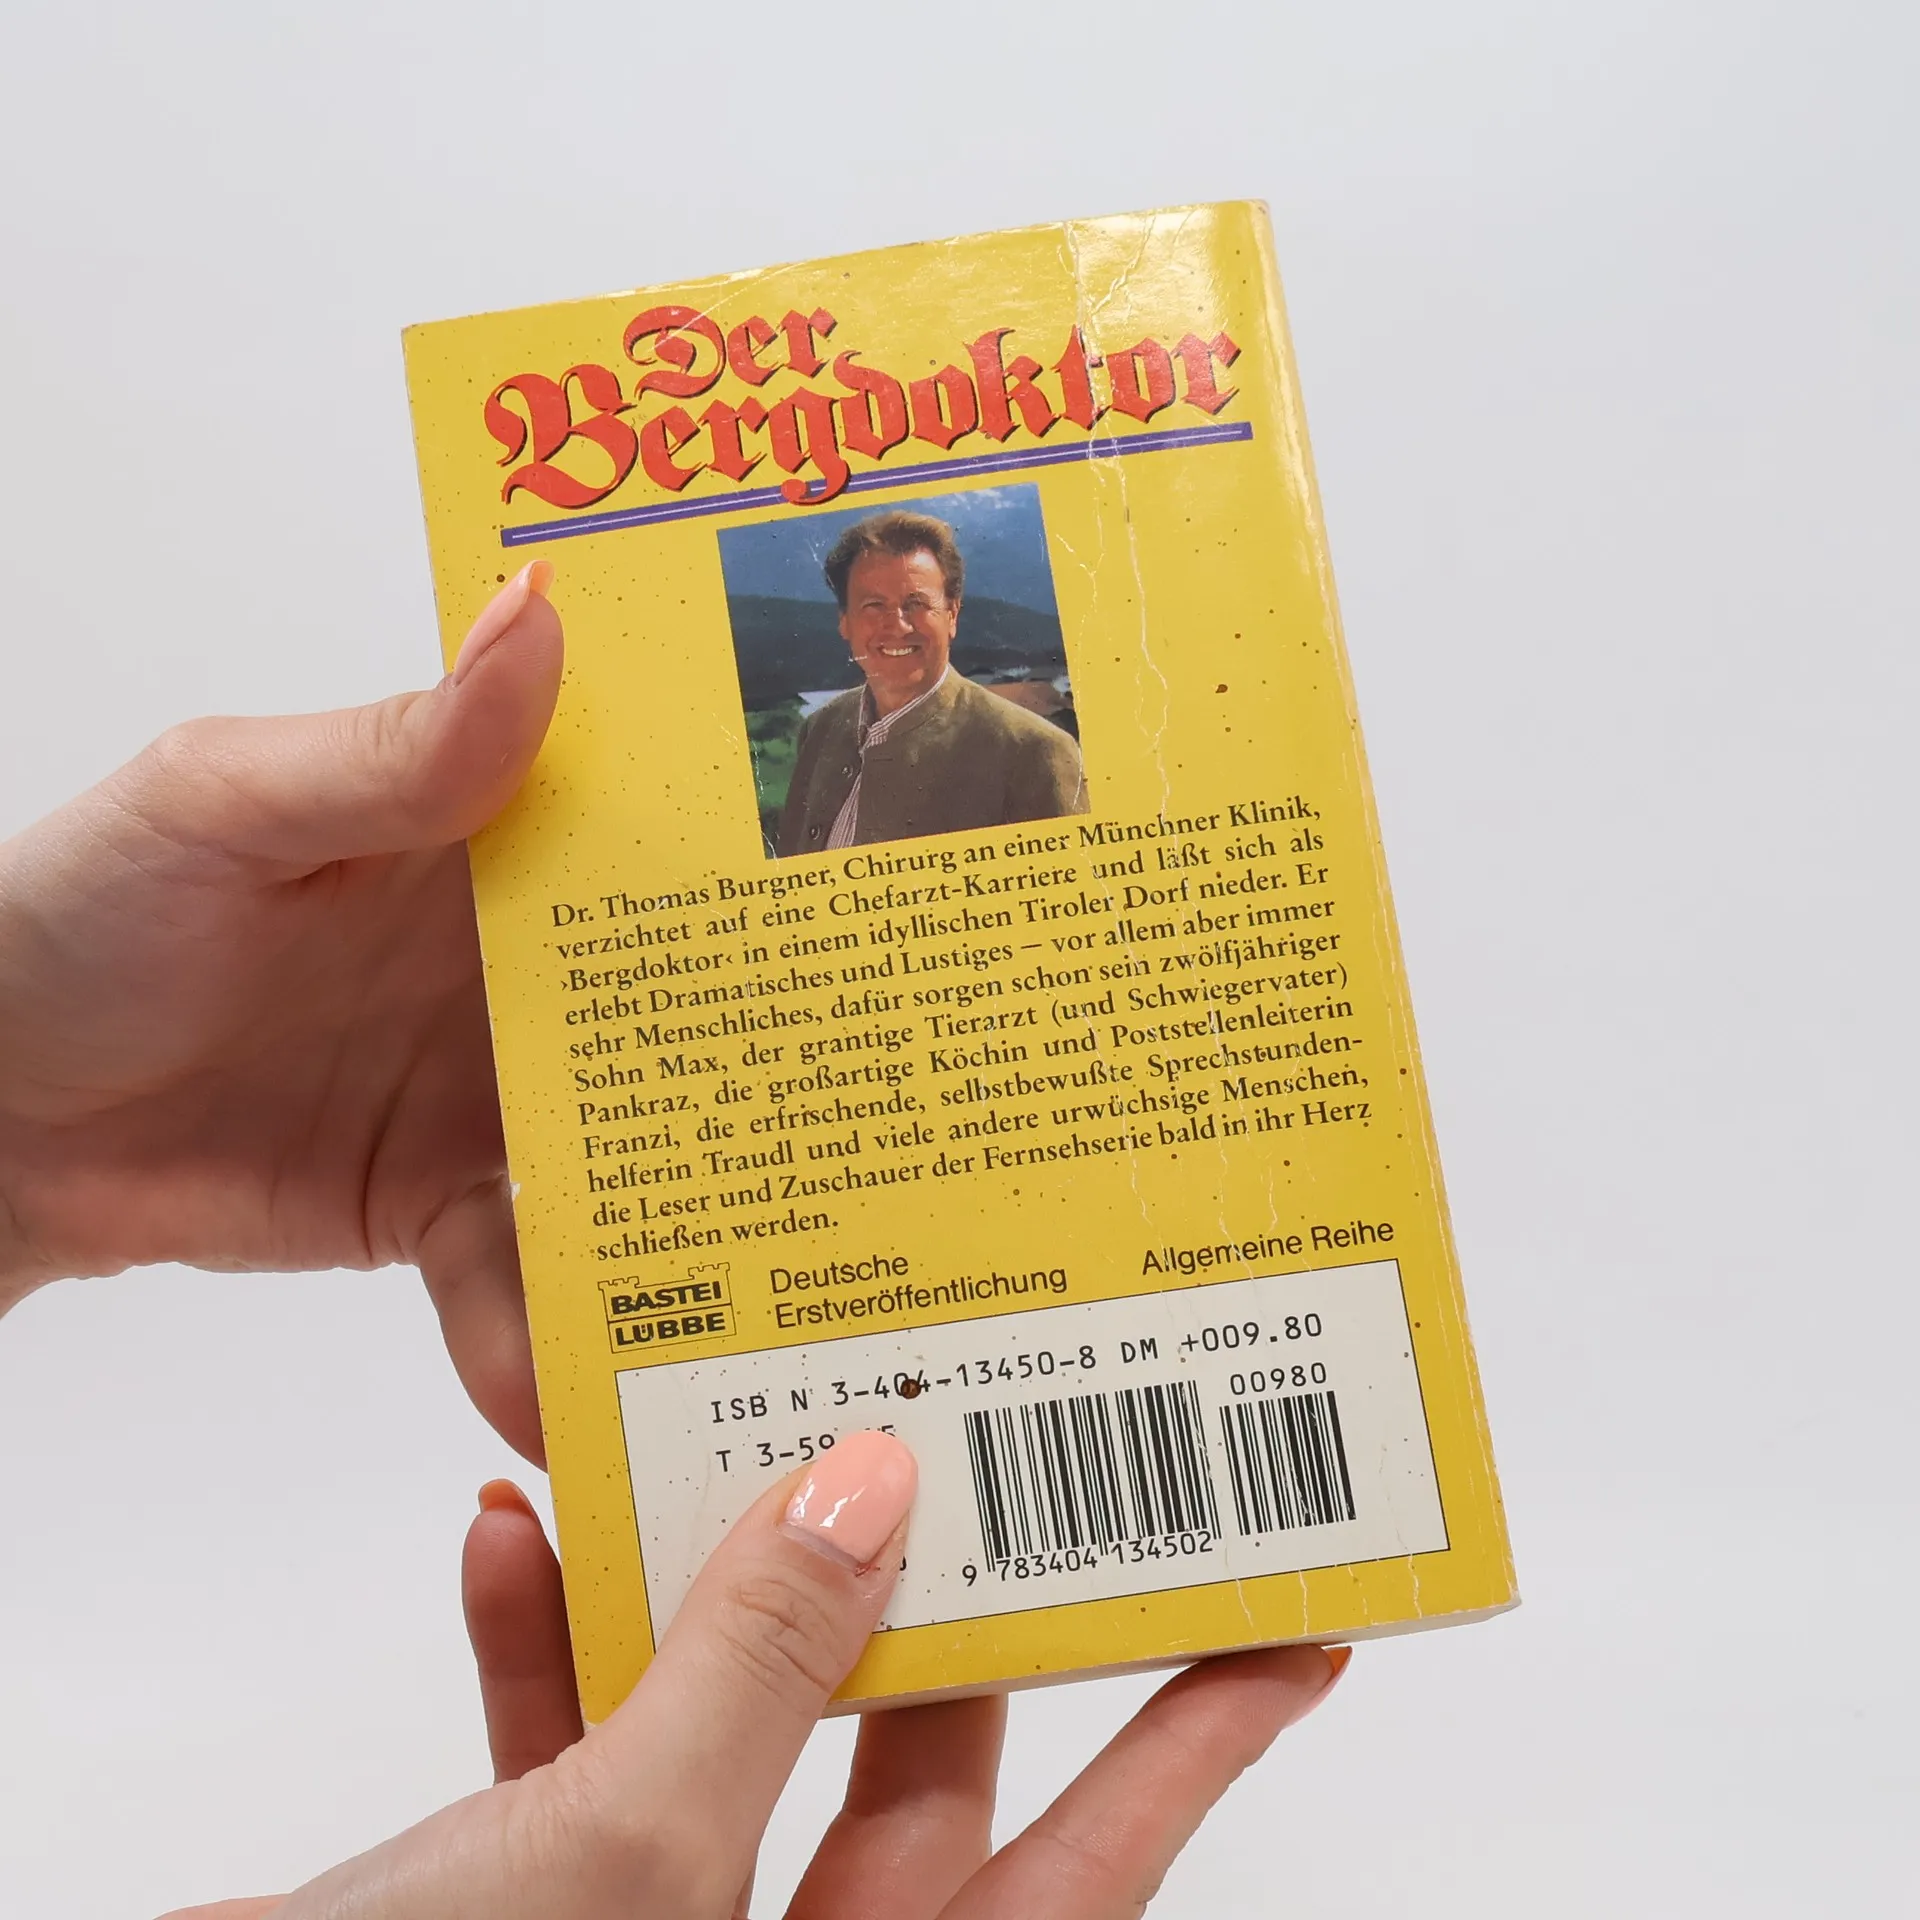 Der
Bergdoktor
Dr. Thomas Burgner, Chirurg an einer Münchner Klinik,
verzichtet auf eine Chefarzt-Karriere und läßt sich als
›Bergdoktor‹ in einem idyllischen Tiroler Dorf nieder. Er
erlebt Dramatisches und Lustiges – vor allem aber immer
sehr Menschliches, dafür sorgen schon sein zwölfjähriger
Sohn Max, der grantige Tierarzt (und Schwiegervater)
Pankraz, die großartige Köchin und Poststellenleiterin
Franzi, die erfrischende, selbstbewußte Sprechstunden-
helferin Traudl und viele andere urwüchsige Menschen,
die Leser und Zuschauer der Fernsehserie bald in ihr Herz
schließen werden.
BASTEI
LÜBBE
Deutsche
Erstveröffentlichung
Allgemeine Reihe
ISB N 3-404-13450-8 DM +009.80
T 3-59
00980
9 783404 134502